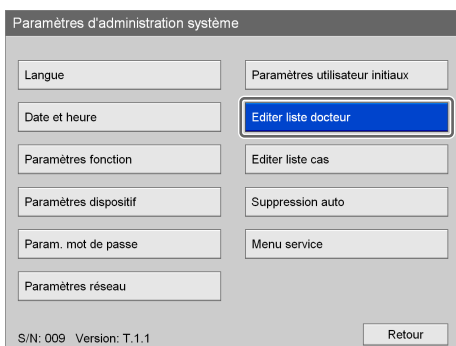 Paramètres d'administration système
Langue
Paramètres utilisateur initiaux
Date et heure
Editer liste docteur
Paramètres fonction
Editer liste cas
Paramètres dispositif
Suppression auto
Param. mot de passe
Menu service
Paramètres réseau
S/N: 009 Version: T.1.1
Retour